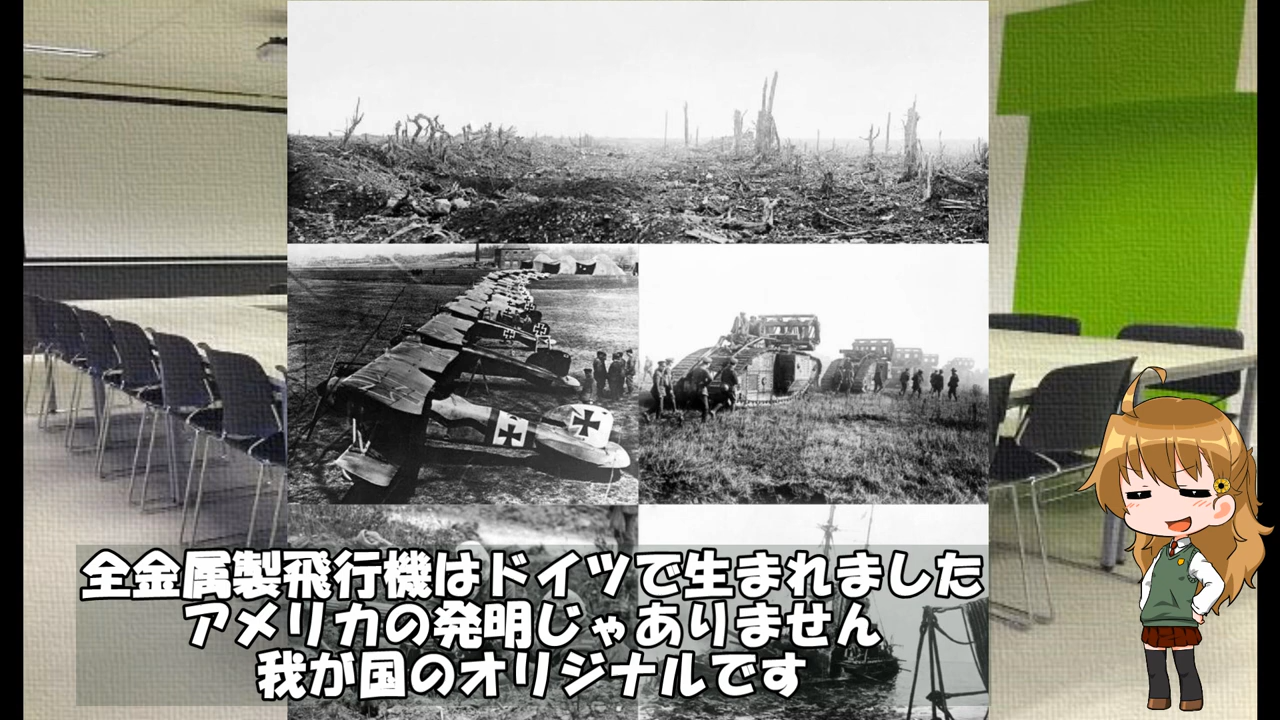 全金属製飛行機はドイツで生まれました
アメリカの発明じゃありません
我が国のオリジナルです